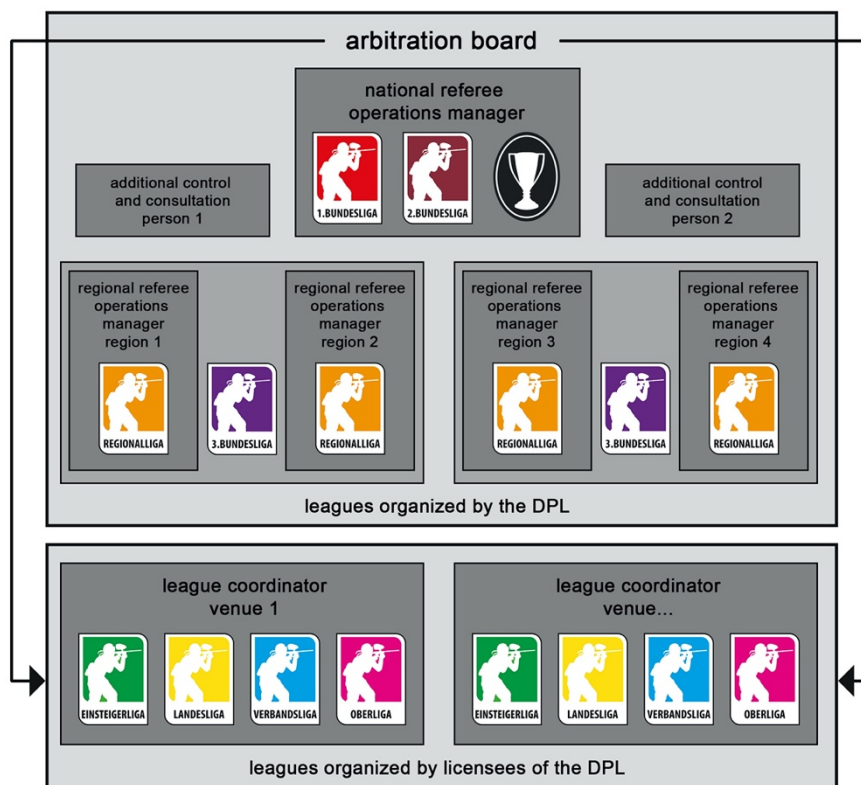 arbitration board
national referee
operations manager
1.BUNDESLIGA
2.BUNDESLIGA
additional control
and consultation
person 1
additional control
and consultation
person 2
regional referee
operations
manager
region 1
REGIONALLIGA
3.BUNDESLIGA
regional referee
operations
manager
region 2
REGIONALLIGA
regional referee
operations
manager
region 3
REGIONALLIGA
3.BUNDESLIGA
regional referee
operations
manager
region 4
REGIONALLIGA
leagues organized by the DPL
league coordinator
venue 1
EINSTEIGERLIGA
LANDESLIGA
VERBANDSLIGA
OBERLIGA
league coordinator
venue...
EINSTEIGERLIGA
LANDESLIGA
VERBANDSLIGA
OBERLIGA
leagues organized by licensees of the DPL